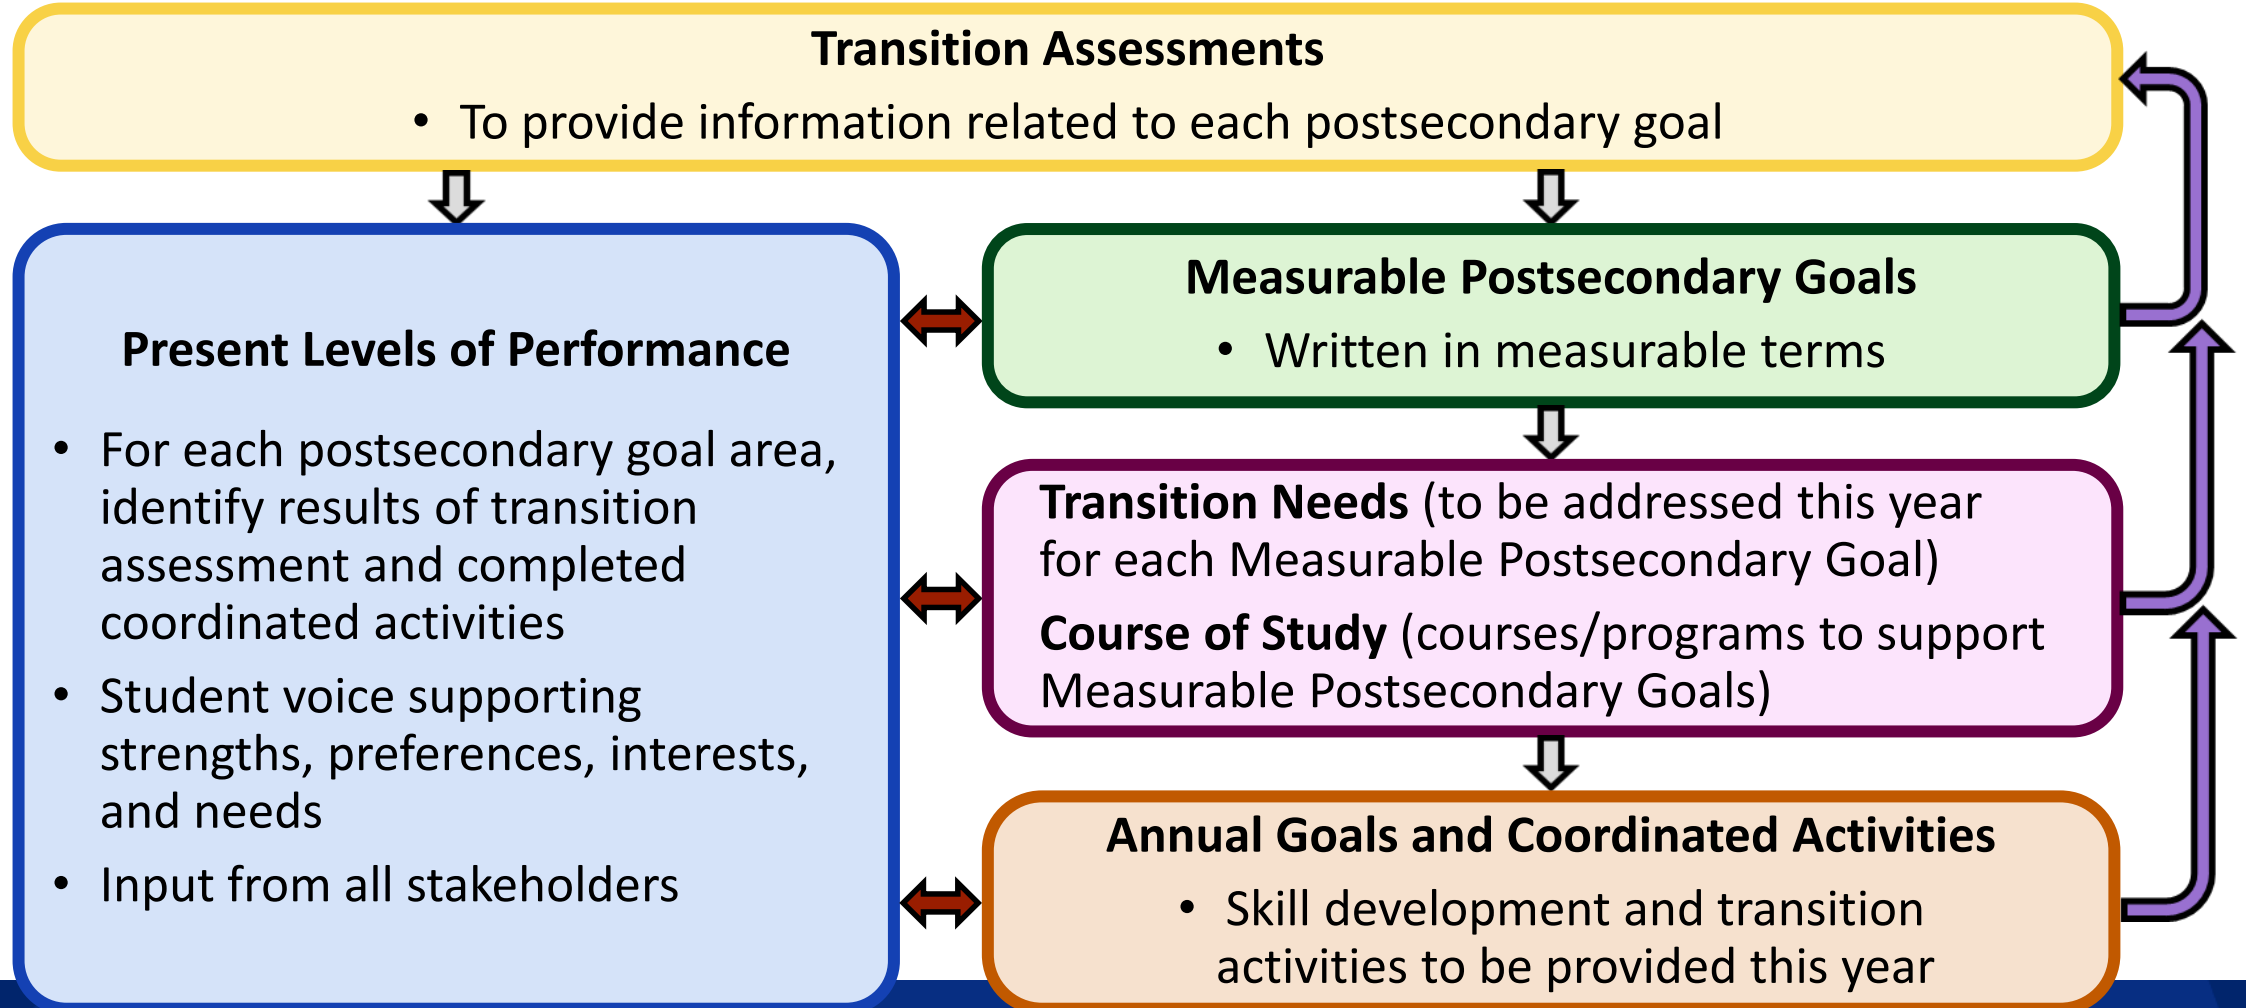 Transition Assessments
• To provide information related to each postsecondary goal
Present Levels of Performance
• For each postsecondary goal area,
identify results of transition
assessment and completed
coordinated activities
• Student voice supporting
strengths, preferences, interests,
and needs
• Input from all stakeholders
Measurable Postsecondary Goals
• Written in measurable terms
Transition Needs (to be addressed this year
for each Measurable Postsecondary Goal)
Course of Study (courses/programs to support
Measurable Postsecondary Goals)
Annual Goals and Coordinated Activities
• Skill development and transition
activities to be provided this year